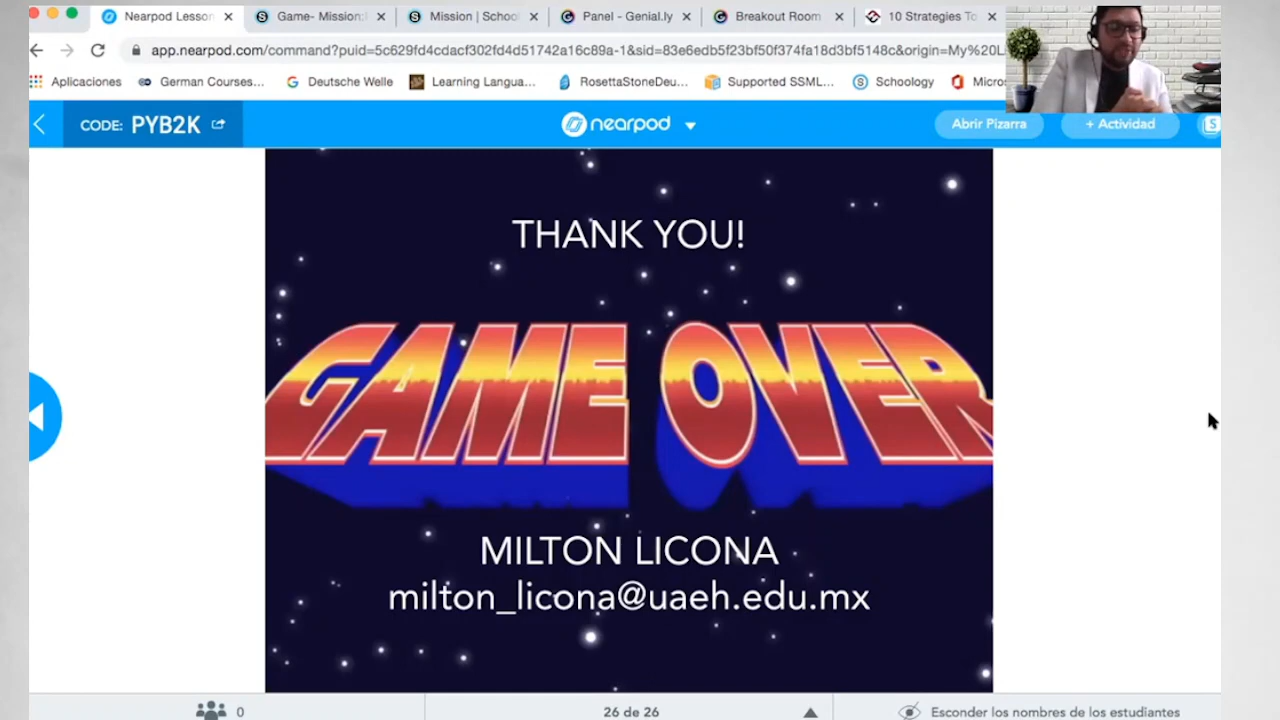 Nearpod Lesson
Game- Mission:
Mission | School
Panel - Genial.ly
Breakout Room
10 Strategies To
app.nearpod.com/command?puid=5c629fd4cdacf302fd4d51742a16c89a-1&sid=83e6edb5f23bf50f374fa18d3bf5148c&origin=My%20Li
Aplicaciones
German Courses...
Deutsche Welle
Learning Langua...
RosettaStoneDeu...
Supported SSML...
Schoology
Micros
CODE: PYB2K
nearpod
Abrir Pizarra
+ Actividad
S
THANK YOU!
GAME OVER
MILTON LICONA
milton_licona@uaeh.edu.mx
0
26 de 26
Esconder los nombres de los estudiantes